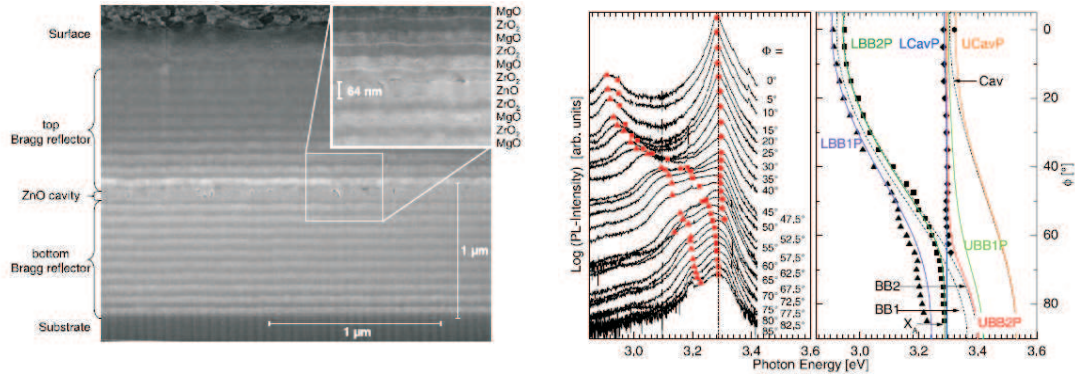 Surface
top
Bragg reflector
ZnO cavity
bottom
Bragg reflector
Substrate
64 nm
1 µm
1 µm
MgO
ZrO₂
MgO
ZrO₂
MgO
ZrO₂
ZnO
ZrO₂
MgO
ZrO₂
MgO
Log (PL-Intensity) [arb. units]
Φ =
0°
5°
10°
15°
20°
25°
30°
35°
40°
45°
47.5°
50°
52.5°
55°
57.5°
60°
62.5°
65°
67.5°
70°
72.5°
75°
77.5°
80°
82.5°
85°
3.0
3.2
3.4
3.6
3.0
3.2
3.4
3.6
Photon Energy [eV]
LBB2P
LCavP
UCavP
Cav
LBB1P
UBB1P
BB2
BB1
UBB2P
X
0
20
40
60
80
Φ [°]